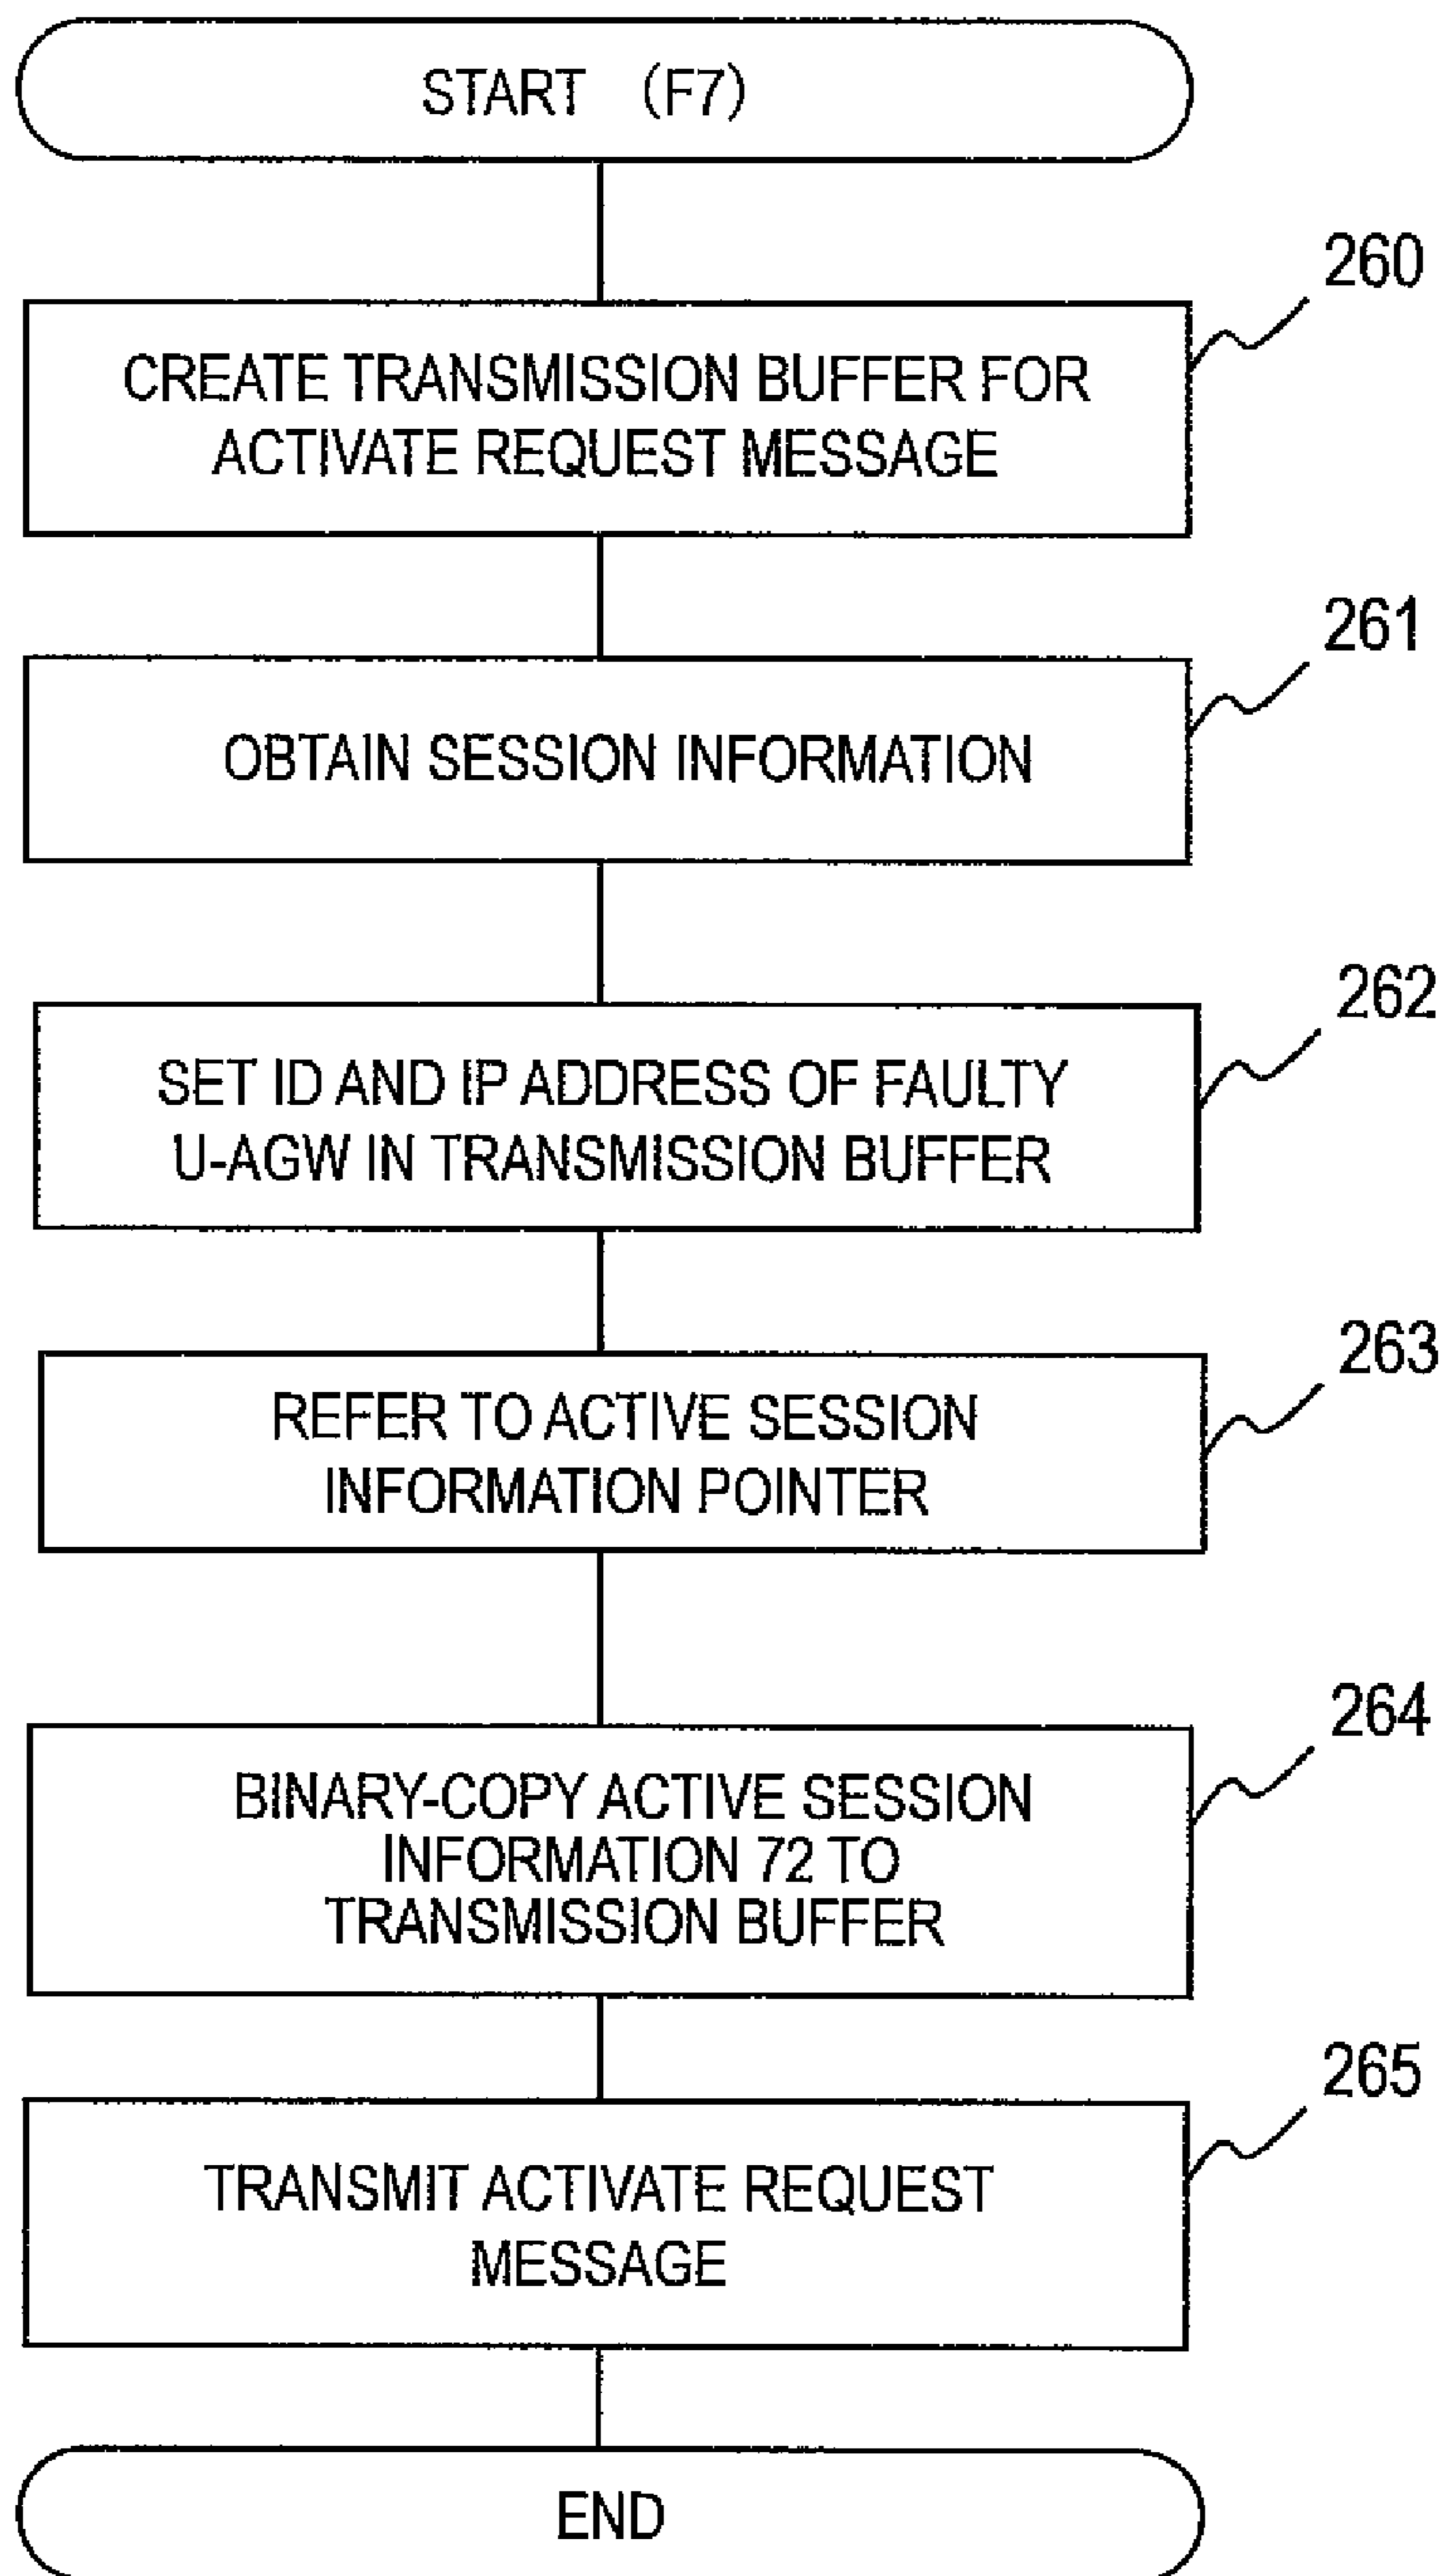 START (F7)
260
CREATE TRANSMISSION BUFFER FOR
ACTIVATE REQUEST MESSAGE
261
OBTAIN SESSION INFORMATION
262
SET ID AND IP ADDRESS OF FAULTY
U-AGW IN TRANSMISSION BUFFER
263
REFER TO ACTIVE SESSION
INFORMATION POINTER
264
BINARY-COPY ACTIVE SESSION
INFORMATION 72 TO
TRANSMISSION BUFFER
265
TRANSMIT ACTIVATE REQUEST
MESSAGE
END